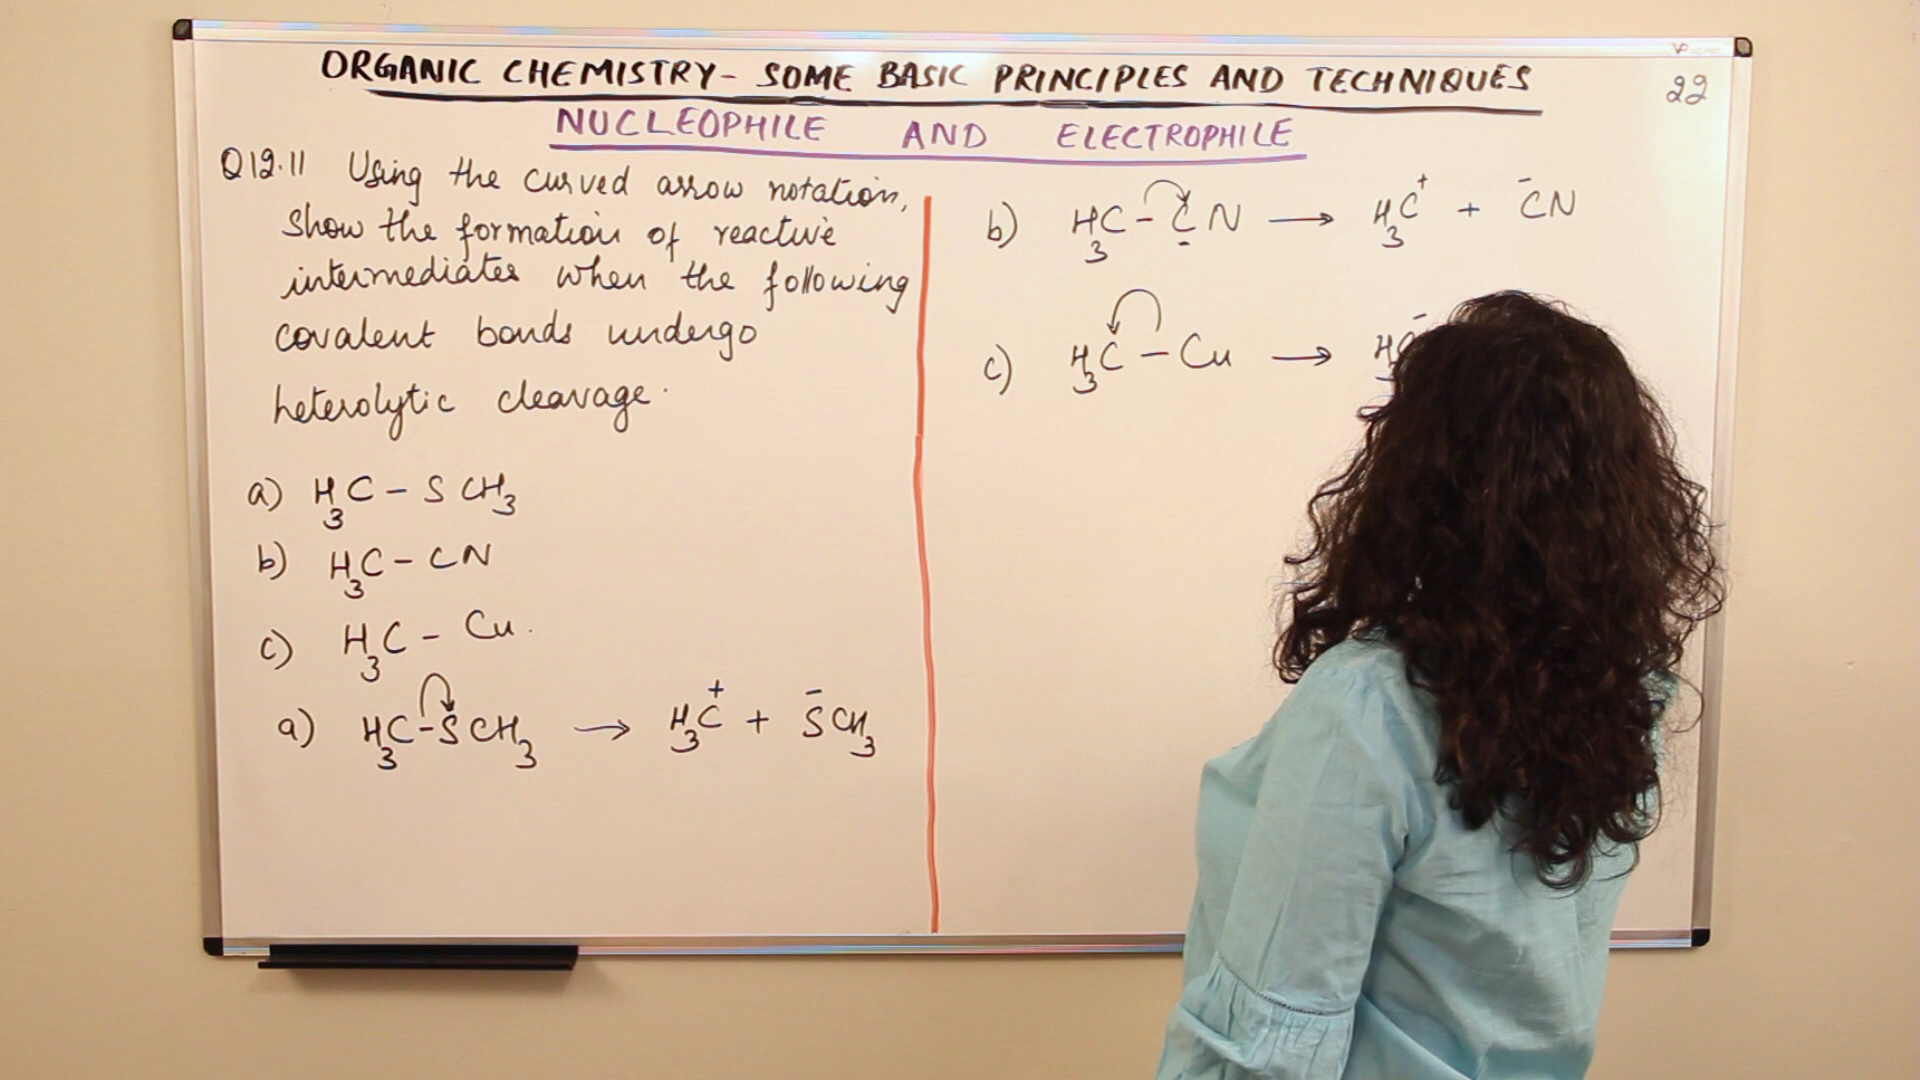 ORGANIC CHEMISTRY - SOME BASIC PRINCIPLES AND TECHNIQUES
22
NUCLEOPHILE AND ELECTROPHILE
Q12.11 Using the curved arrow notation,
show the formation of reactive
intermediates when the following
covalent bonds undergo
heterolytic cleavage.
a) H₃C - SCH₃
b) H₃C - CN
c) H₃C - Cu.
a) H₃C - SCH₃ → H₃C⁺ + ⁻SCH₃
b) H₃C - CN → H₃C⁺ + ⁻CN
c) H₃C - Cu →